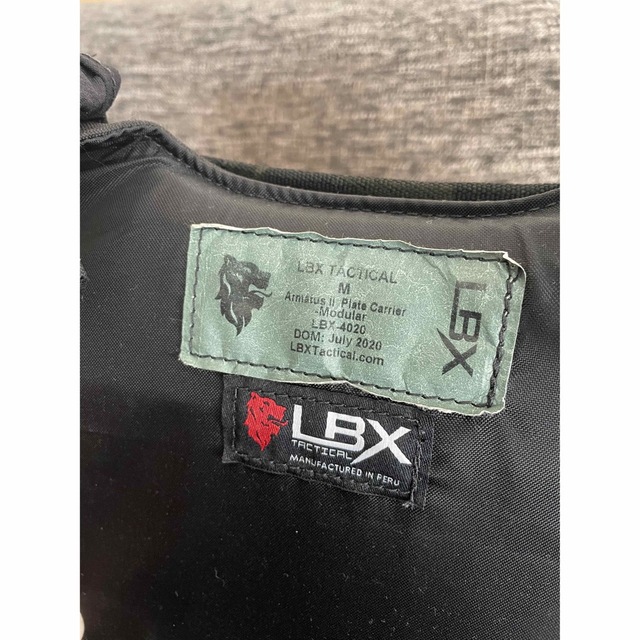 LBX TACTICAL
M
Armatus II, Plate Carrier
-Modular
LBX-4020
DOM: July 2020
LBXTactical.com
LBX
LBX
TACTICAL
MANUFACTURED IN PERU